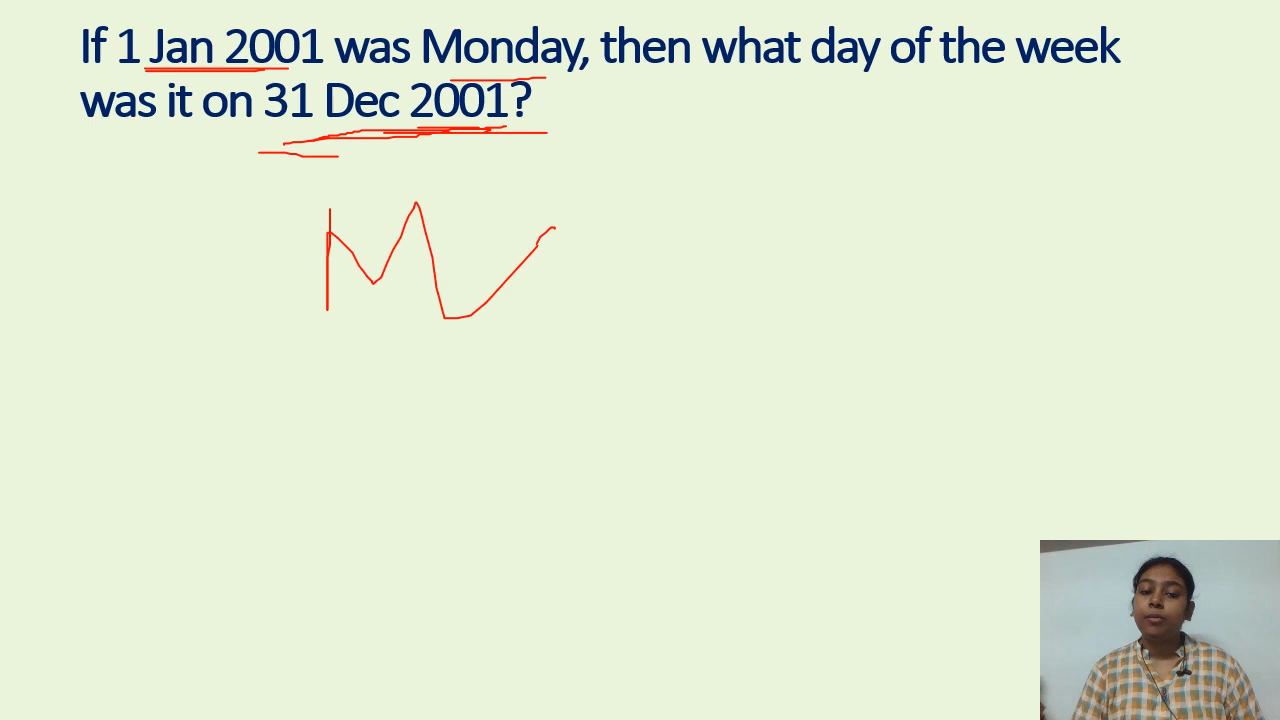 If 1 Jan 2001 was Monday, then what day of the week
was it on 31 Dec 2001?
M